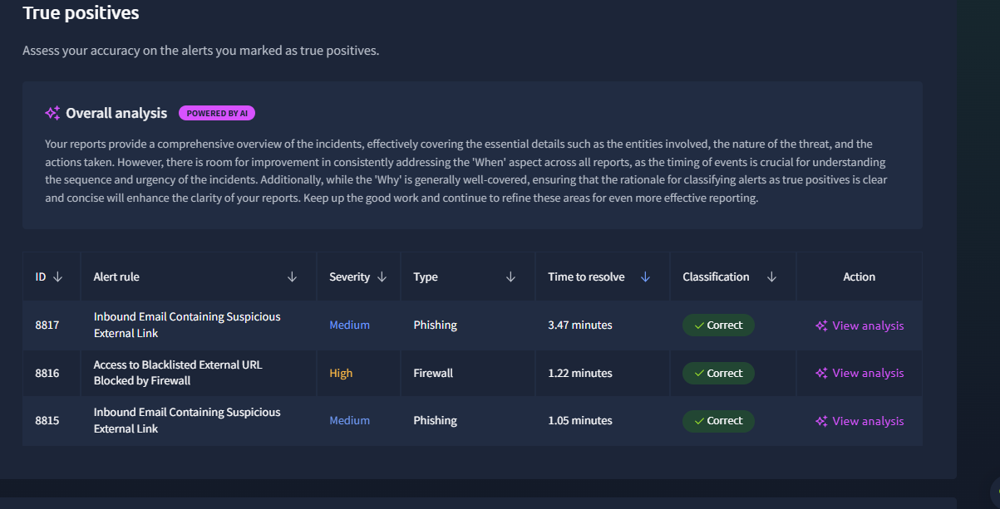 True positives
Assess your accuracy on the alerts you marked as true positives.
Overall analysis POWERED BY AI
Your reports provide a comprehensive overview of the incidents, effectively covering the essential details such as the entities involved, the nature of the threat, and the
actions taken. However, there is room for improvement in consistently addressing the 'When' aspect across all reports, as the timing of events is crucial for understanding
the sequence and urgency of the incidents. Additionally, while the 'Why' is generally well-covered, ensuring that the rationale for classifying alerts as true positives is clear
and concise will enhance the clarity of your reports. Keep up the good work and continue to refine these areas for even more effective reporting.
ID Alert rule Severity Type Time to resolve Classification Action
8817 Inbound Email Containing Suspicious
External Link Medium Phishing 3.47 minutes Correct View analysis
8816 Access to Blacklisted External URL
Blocked by Firewall High Firewall 1.22 minutes Correct View analysis
8815 Inbound Email Containing Suspicious
External Link Medium Phishing 1.05 minutes Correct View analysis